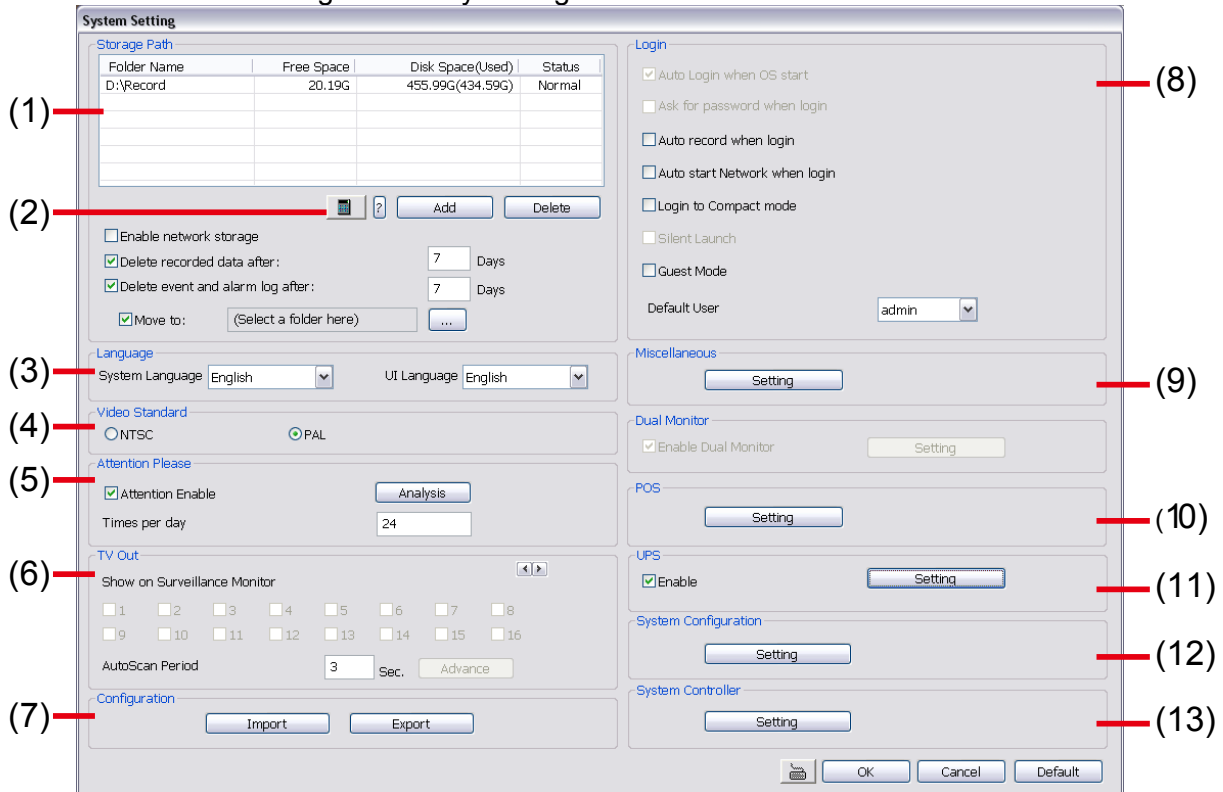 System Setting
Storage Path
Folder Name Free Space Disk Space(Used) Status
D:\Record 20.19G 455.99G(434.59G) Normal
(1)
(2)
? Add Delete
Enable network storage
Delete recorded data after: 7 Days
Delete event and alarm log after: 7 Days
Move to: (Select a folder here) ...
Language
(3)
System Language English UI Language English
Video Standard
(4)
NTSC PAL
Attention Please
(5)
Attention Enable Analysis
Times per day 24
TV Out
(6)
Show on Surveillance Monitor
1 2 3 4 5 6 7 8
9 10 11 12 13 14 15 16
AutoScan Period 3 Sec. Advance
Configuration
(7)
Import Export
Login
Auto Login when OS start
(8)
Ask for password when login
Auto record when login
Auto start Network when login
Login to Compact mode
Silent Launch
Guest Mode
Default User admin
Miscellaneous
Setting
(9)
Dual Monitor
Enable Dual Monitor Setting
POS
Setting
(10)
UPS
Enable Setting
(11)
System Configuration
Setting
(12)
System Controller
Setting
(13)
OK Cancel Default